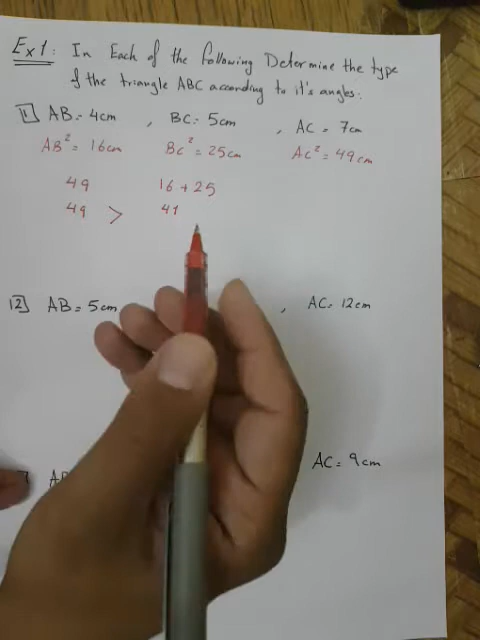 Ex1: In Each of the following Determine the type
of the triangle ABC according to it's angles:
1] AB = 4cm , BC = 5cm , AC = 7cm
AB² = 16cm BC² = 25cm AC² = 49cm
49 16 + 25
49 > 41
2] AB = 5cm , AC = 12cm
AC = 9cm